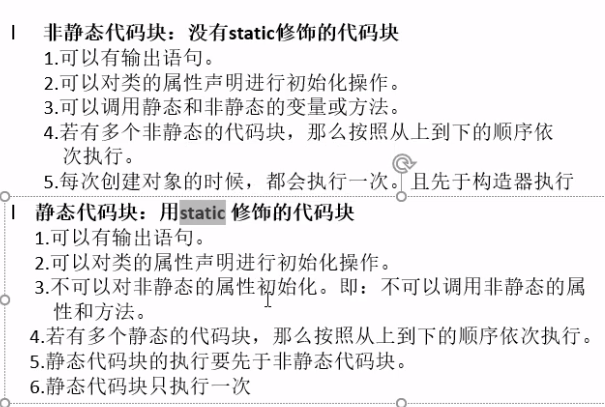 l 非静态代码块：没有static修饰的代码块
1.可以有输出语句。
2.可以对类的属性声明进行初始化操作。
3.可以调用静态和非静态的变量或方法。
4.若有多个非静态的代码块，那么按照从上到下的顺序依
次执行。
5.每次创建对象的时候，都会执行一次。且先于构造器执行
l 静态代码块：用static 修饰的代码块
1.可以有输出语句。
2.可以对类的属性声明进行初始化操作。
3.不可以对非静态的属性初始化。即：不可以调用非静态的属
性和方法。
4.若有多个静态的代码块，那么按照从上到下的顺序依次执行。
5.静态代码块的执行要先于非静态代码块。
6.静态代码块只执行一次